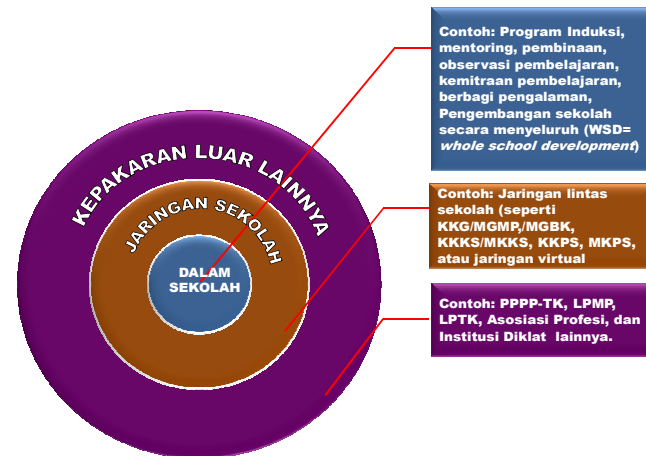 KEPAKARAN LUAR LAINNYA
JARINGAN SEKOLAH
DALAM
SEKOLAH
Contoh: Program Induksi,
mentoring, pembinaan,
observasi pembelajaran,
kemitraan pembelajaran,
berbagi pengalaman,
Pengembangan sekolah
secara menyeluruh (WSD=
whole school development)
Contoh: Jaringan lintas
sekolah (seperti
KKG/MGMP,/MGBK,
KKKS/MKKS, KKPS, MKPS,
atau jaringan virtual
Contoh: PPPP-TK, LPMP,
LPTK, Asosiasi Profesi, dan
Institusi Diklat  lainnya.